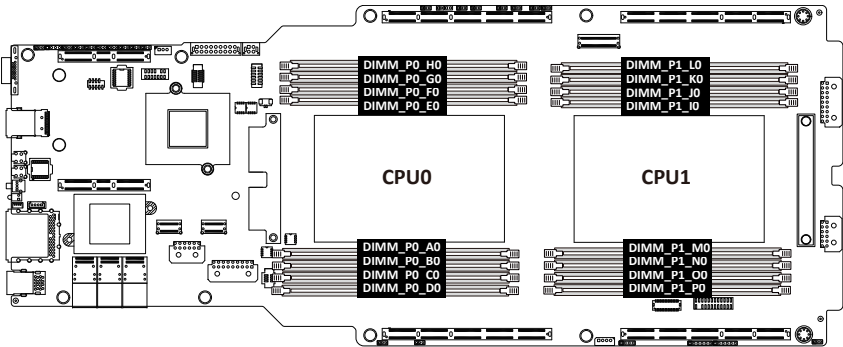 DIMM_P0_H0
DIMM_P0_G0
DIMM_P0_F0
DIMM_P0_E0
DIMM_P1_L0
DIMM_P1_K0
DIMM_P1_J0
DIMM_P1_I0
CPU0
CPU1
DIMM_P0_A0
DIMM_P0_B0
DIMM_P0_C0
DIMM_P0_D0
DIMM_P1_M0
DIMM_P1_N0
DIMM_P1_O0
DIMM_P1_P0